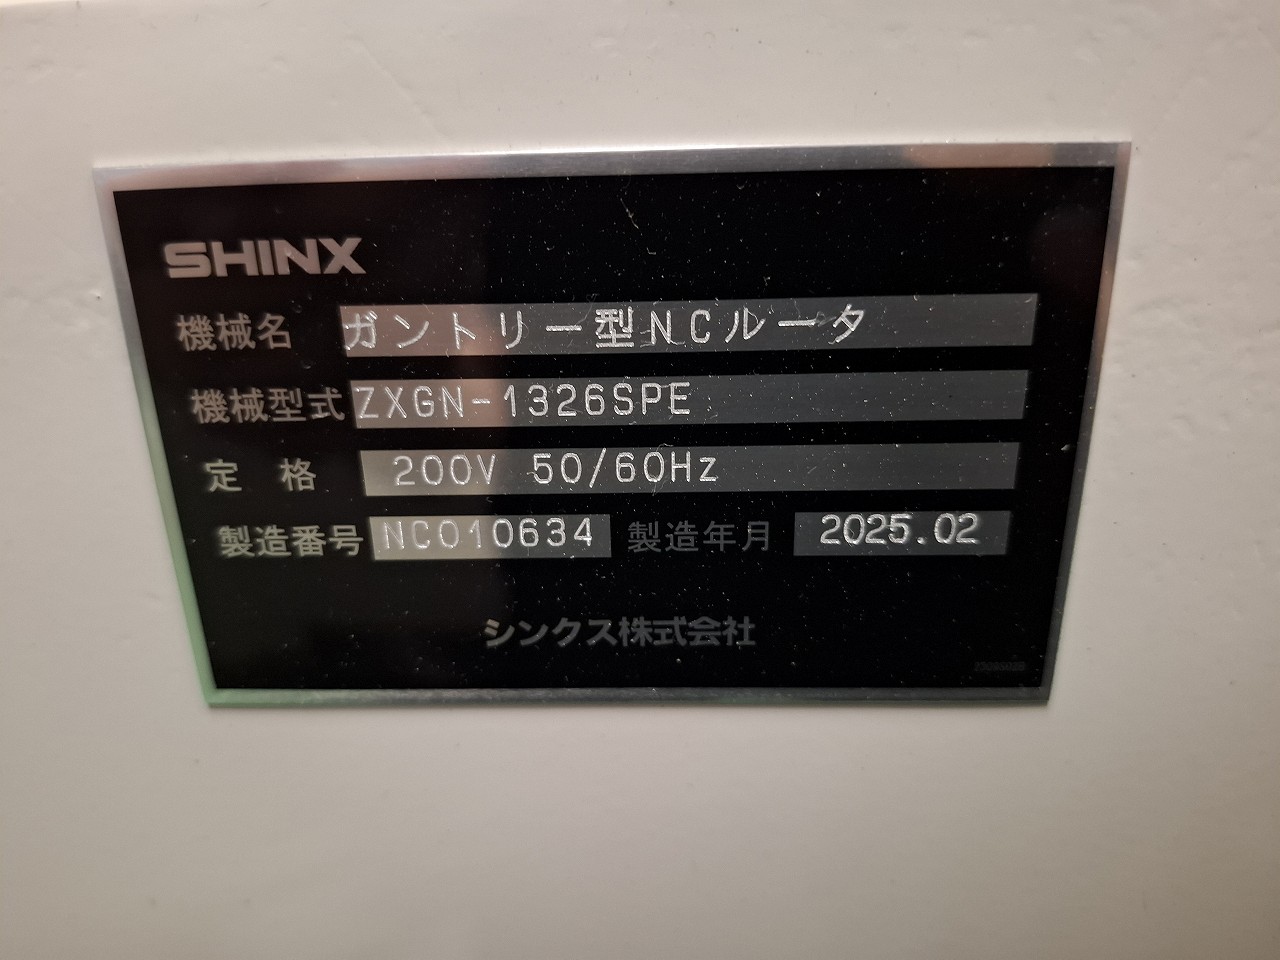 SHINX
機械名 ガントリー型NCルータ
機械型式 ZXGN-1326SPE
定 格 200V 50/60Hz
製造番号 NC010634 製造年月 2025.02
シンクス株式会社